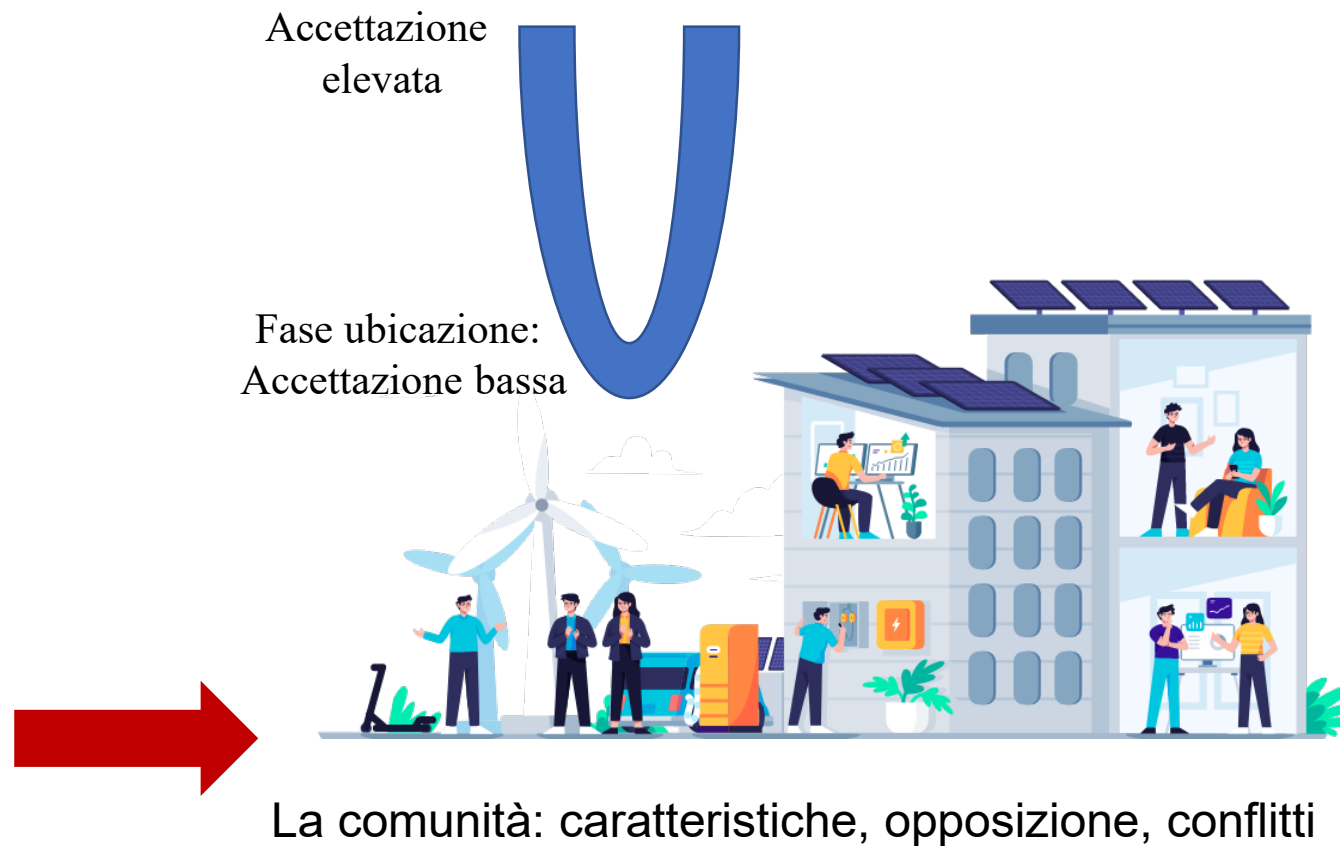 Accettazione
elevata
Fase ubicazione:
Accettazione bassa
La comunità: caratteristiche, opposizione, conflitti